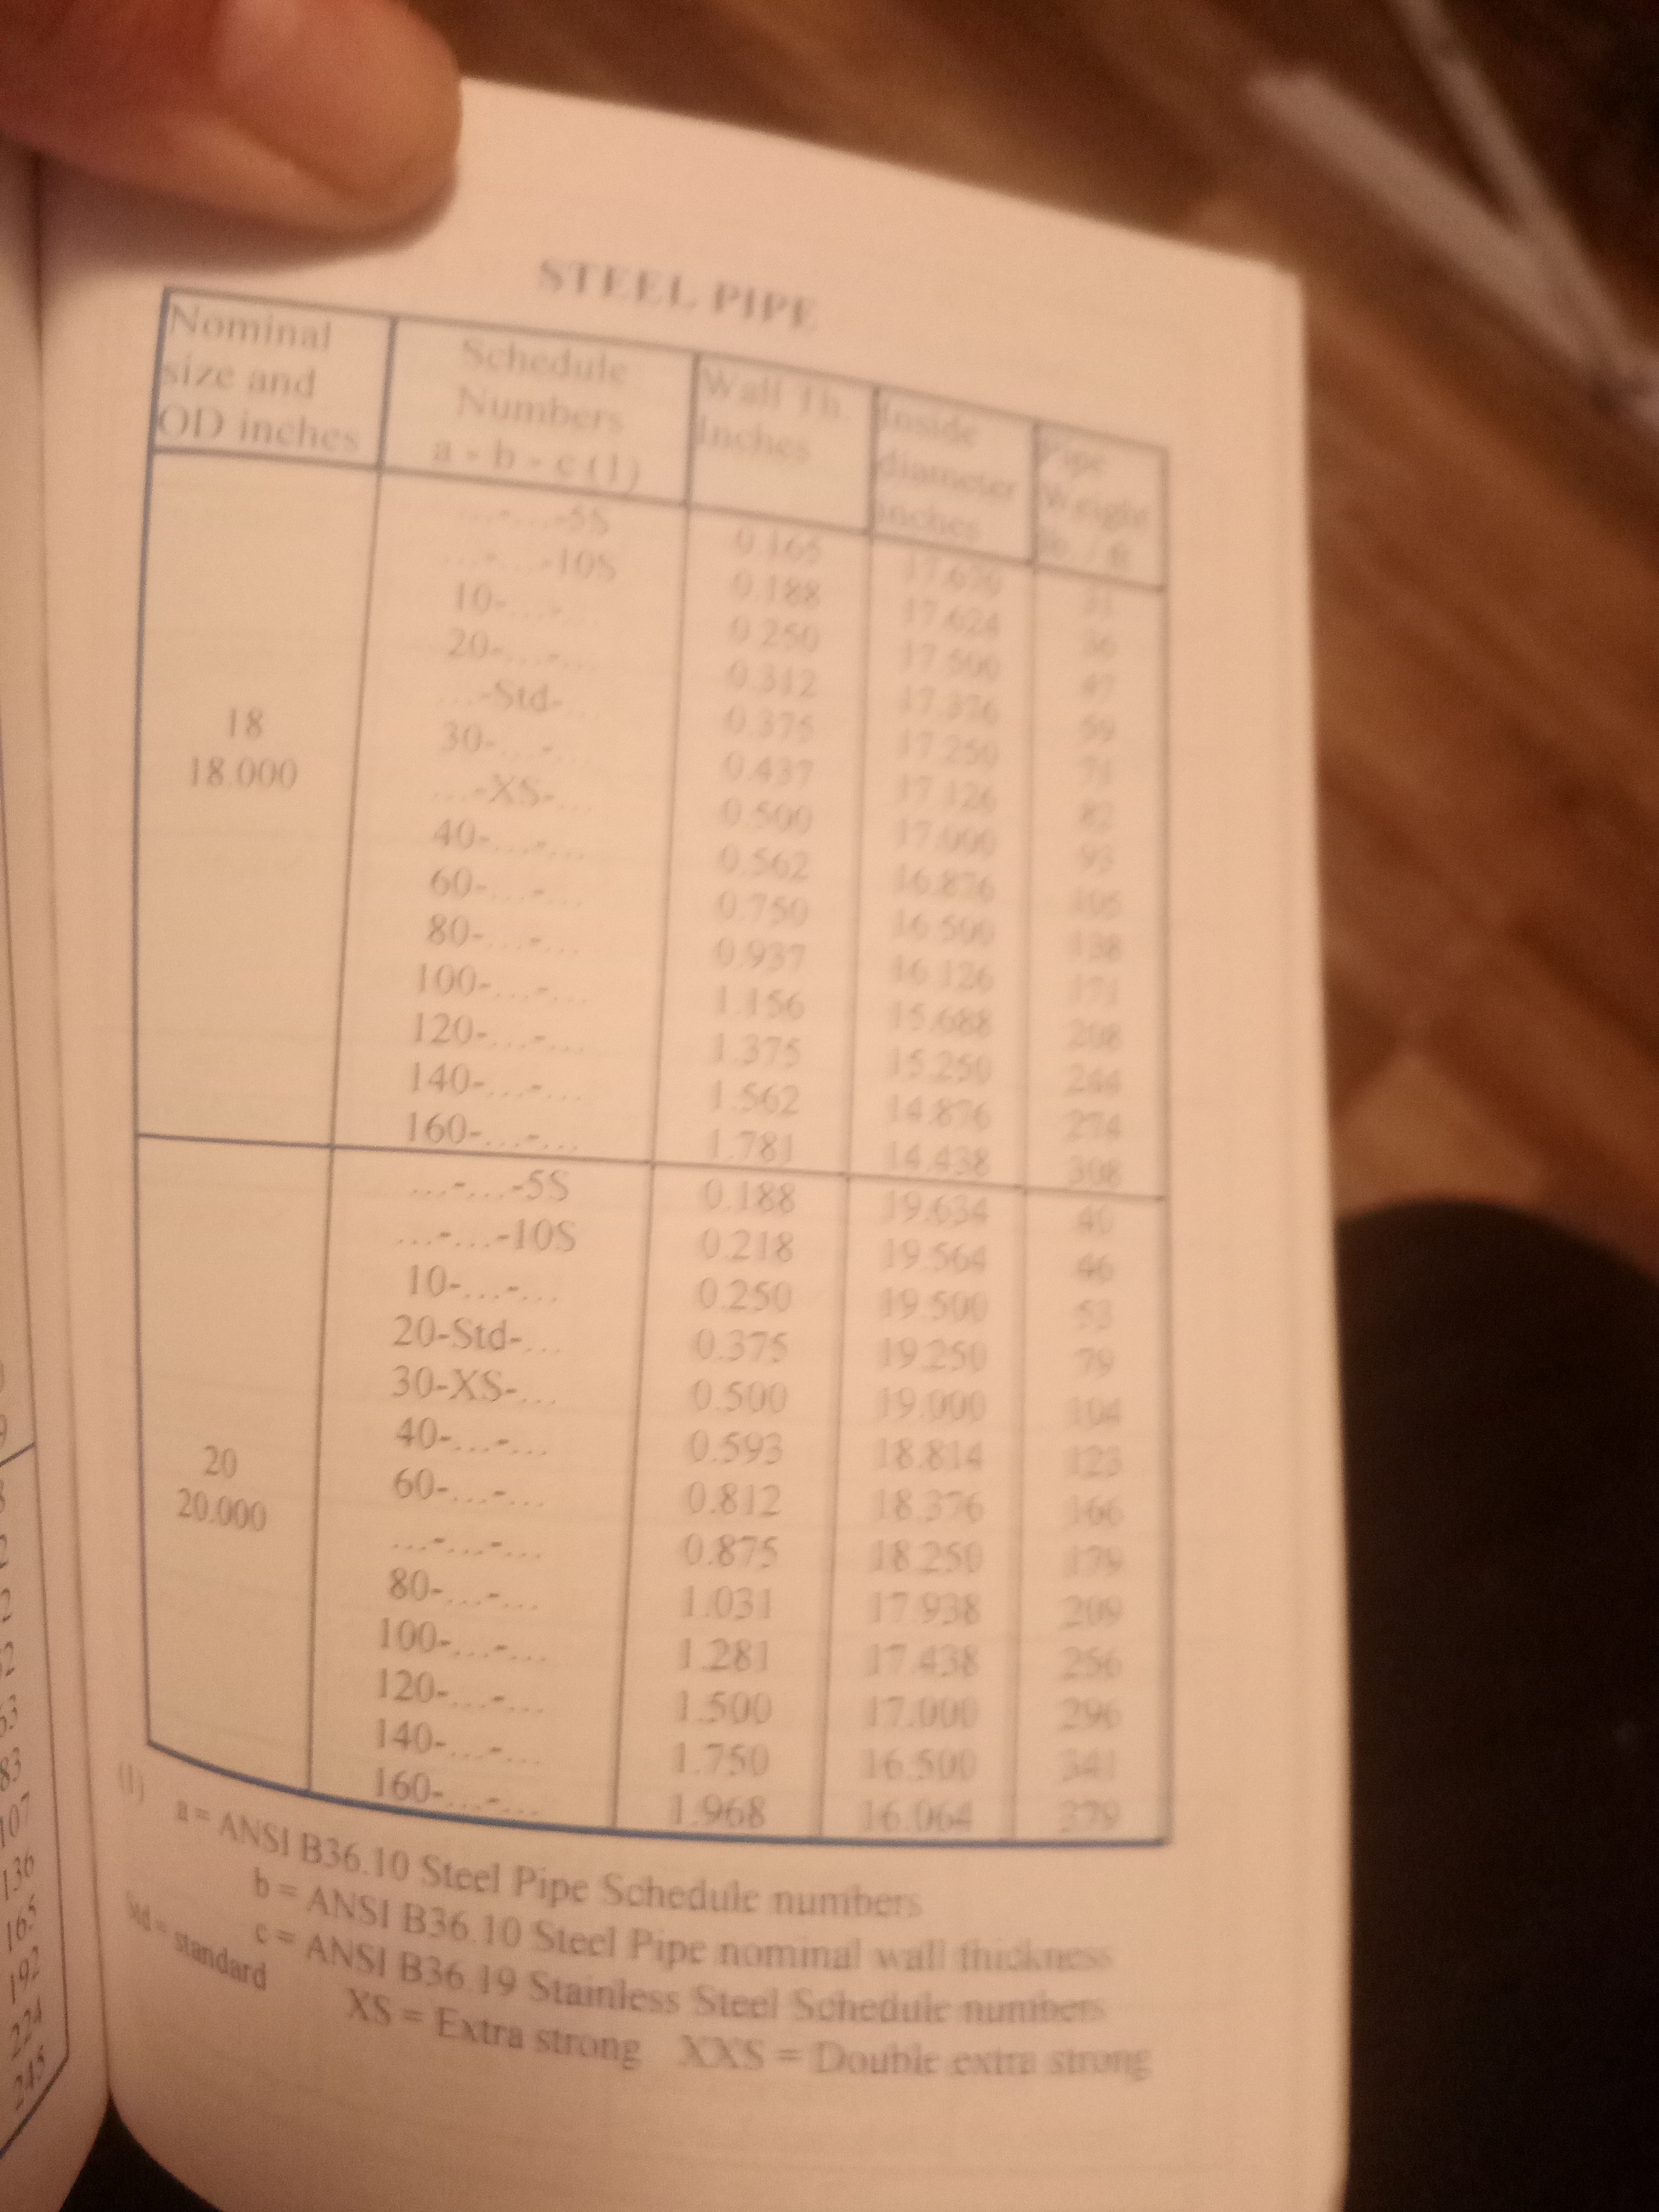 STEEL PIPE
Nominal size and OD inches Schedule Numbers a - b - c (1) Wall Th. Inches Inside diameter inches Pipe Weight lb. / ft
18
18.000
...-...-5S 0.165 17.670 31
...-...-10S 0.188 17.624 36
10-...-... 0.250 17.500 47
20-...-... 0.312 17.376 59
...-Std-... 0.375 17.250 71
30-...-... 0.437 17.126 82
...-XS-... 0.500 17.000 93
40-...-... 0.562 16.876 105
60-...-... 0.750 16.500 138
80-...-... 0.937 16.126 171
100-...-... 1.156 15.688 208
120-...-... 1.375 15.250 244
140-...-... 1.562 14.876 274
160-...-... 1.781 14.438 308
20
20.000
...-...-5S 0.188 19.634 40
...-...-10S 0.218 19.564 46
10-...-... 0.250 19.500 53
20-Std-... 0.375 19.250 79
30-XS-... 0.500 19.000 104
40-...-... 0.593 18.814 123
60-...-... 0.812 18.376 166
...-...-... 0.875 18.250 179
80-...-... 1.031 17.938 209
100-...-... 1.281 17.438 256
120-...-... 1.500 17.000 296
140-...-... 1.750 16.500 341
160-...-... 1.968 16.064 379
(1) a = ANSI B36.10 Steel Pipe Schedule numbers
b = ANSI B36.10 Steel Pipe nominal wall thickness
c = ANSI B36.19 Stainless Steel Schedule numbers
Std = standard XS = Extra strong XXS = Double extra strong
107
136
165
192
224
245